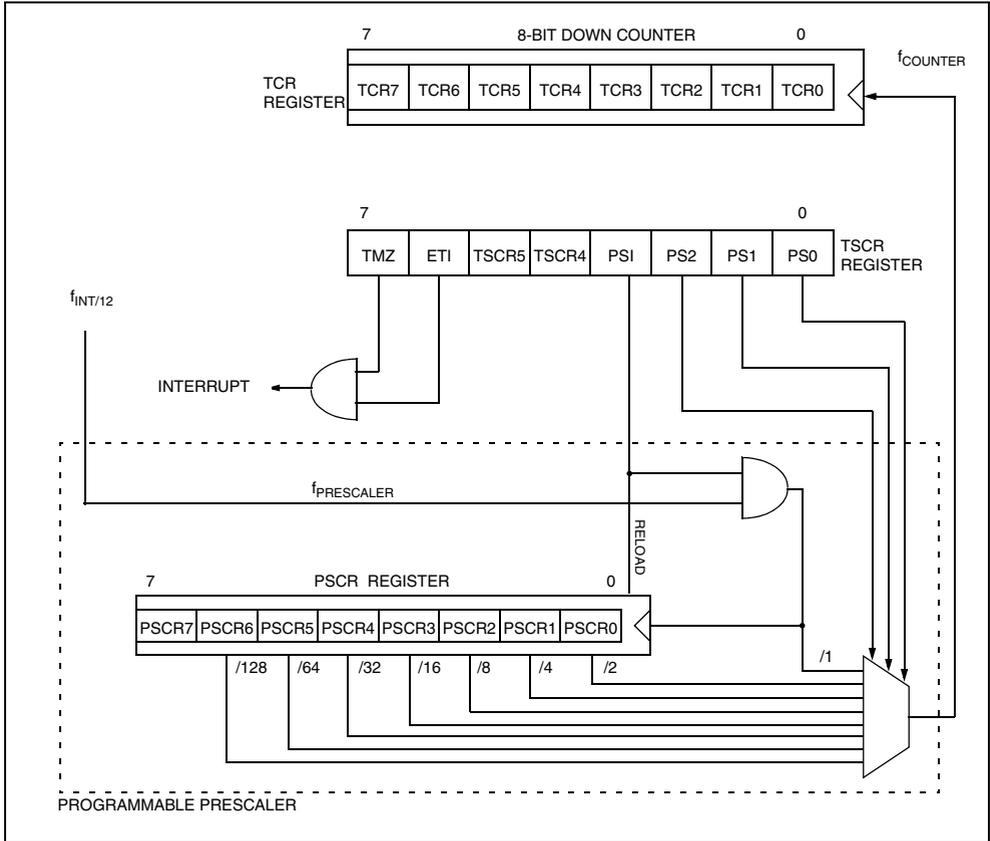 7 8-BIT DOWN COUNTER 0
fCOUNTER
TCR
REGISTER
TCR7 TCR6 TCR5 TCR4 TCR3 TCR2 TCR1 TCR0
7 0
TMZ ETI TSCR5 TSCR4 PSI PS2 PS1 PS0
TSCR
REGISTER
fINT/12
INTERRUPT
fPRESCALER
RELOAD
7 PSCR REGISTER 0
PSCR7 PSCR6 PSCR5 PSCR4 PSCR3 PSCR2 PSCR1 PSCR0
/128 /64 /32 /16 /8 /4 /2 /1
PROGRAMMABLE PRESCALER